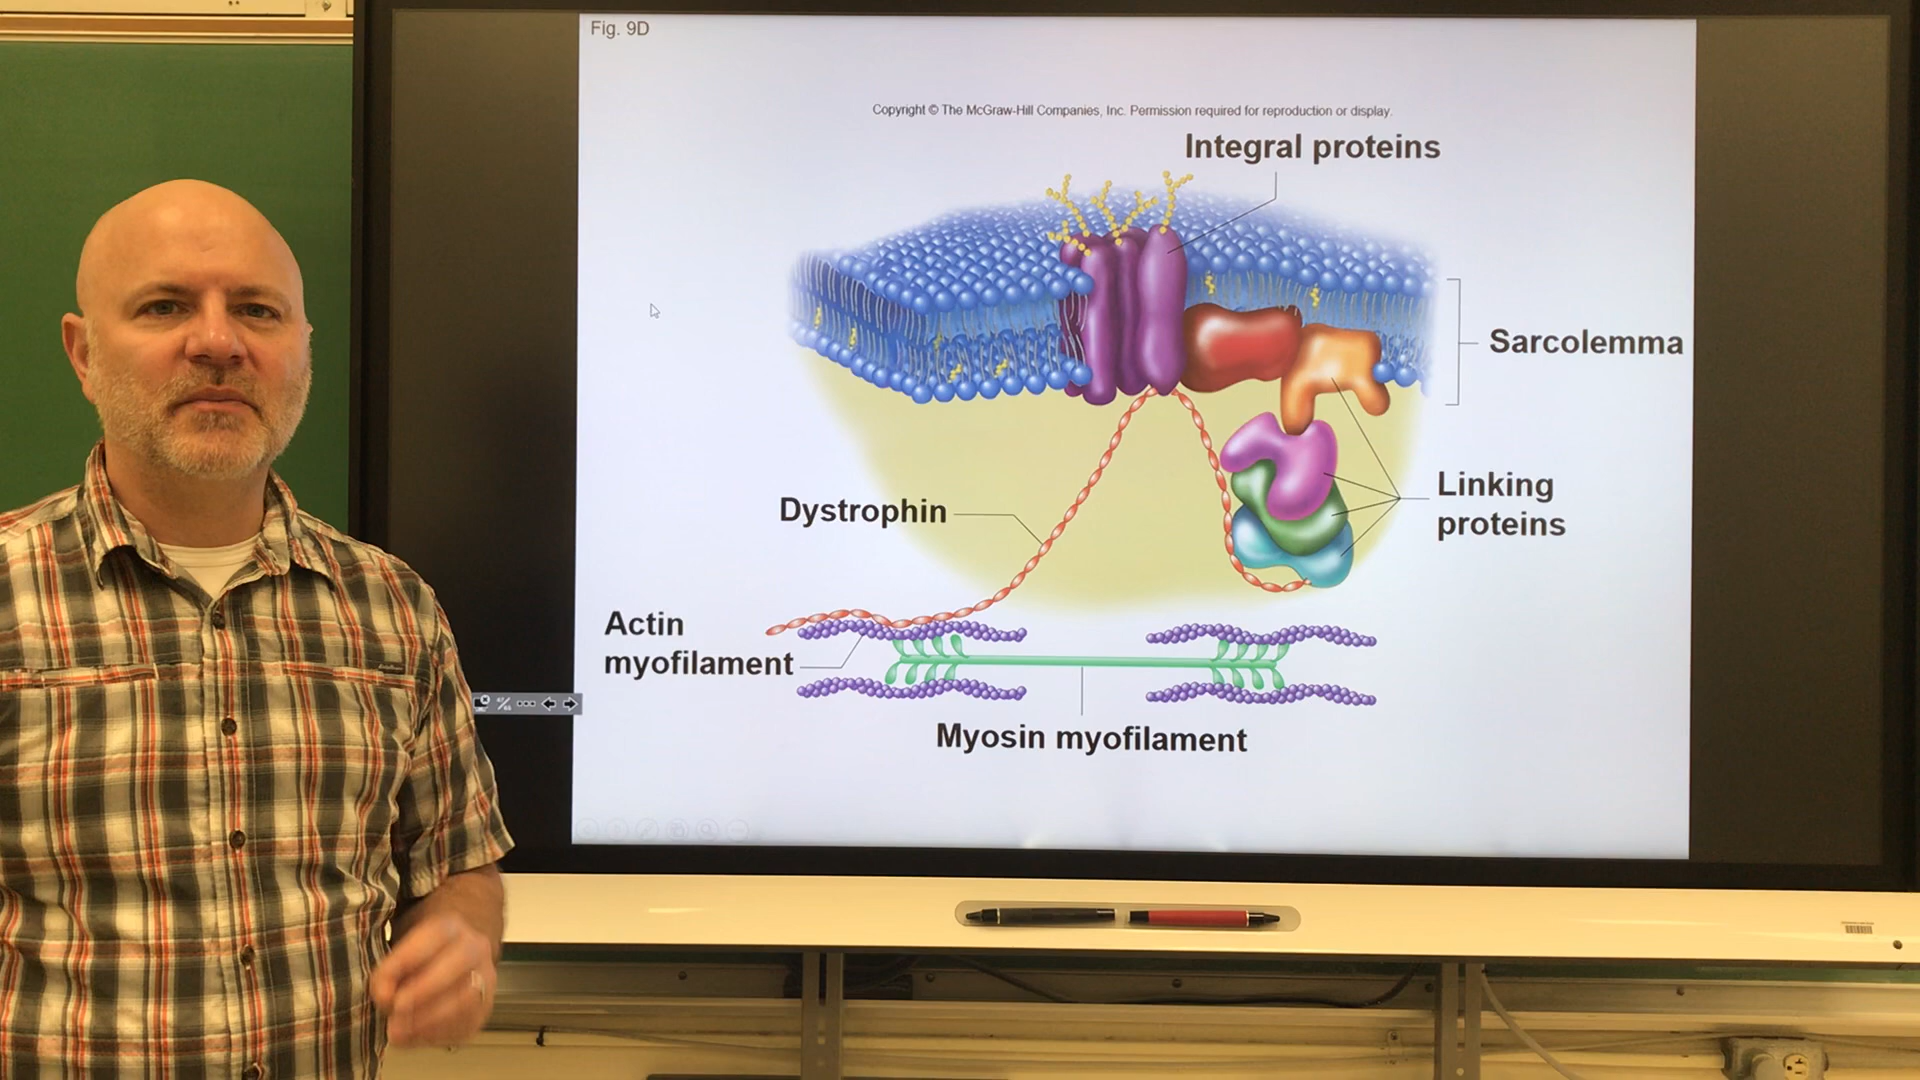 Fig. 9D
Copyright © The McGraw-Hill Companies, Inc. Permission required for reproduction or display.
Integral proteins
Sarcolemma
Linking
proteins
Dystrophin
Actin
myofilament
Myosin myofilament